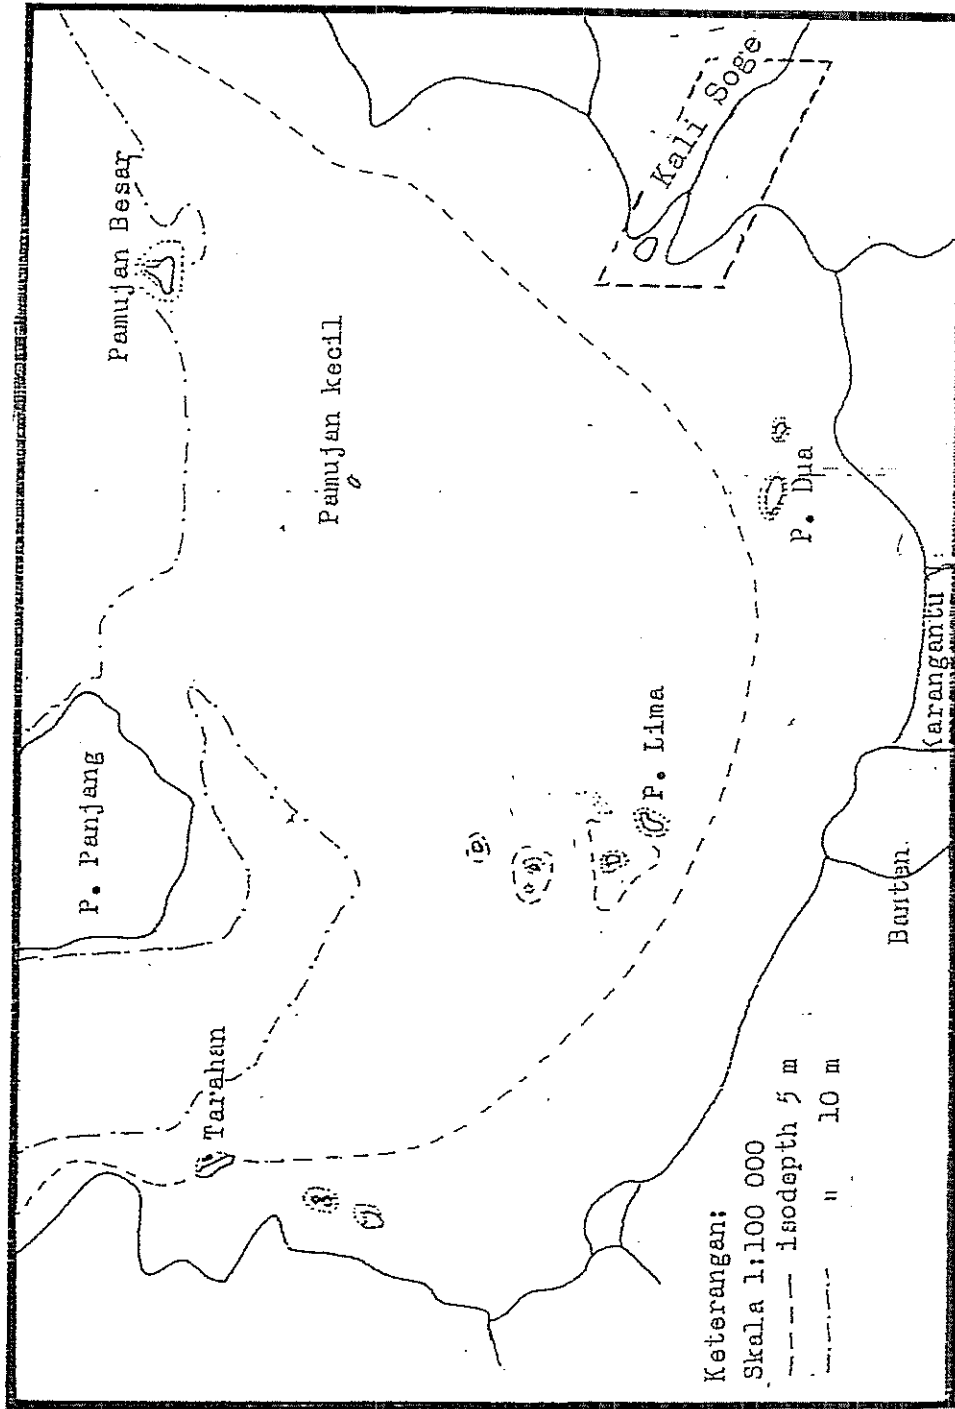 P. Panjang
Pamujan Besar
Tarahan
Pamujan kecil
P. Lima
Kali Soge
P. Dua
Banten.
Karangantu
Keterangan:
Skala 1:100 000
isodepth 5 m
" 10 m